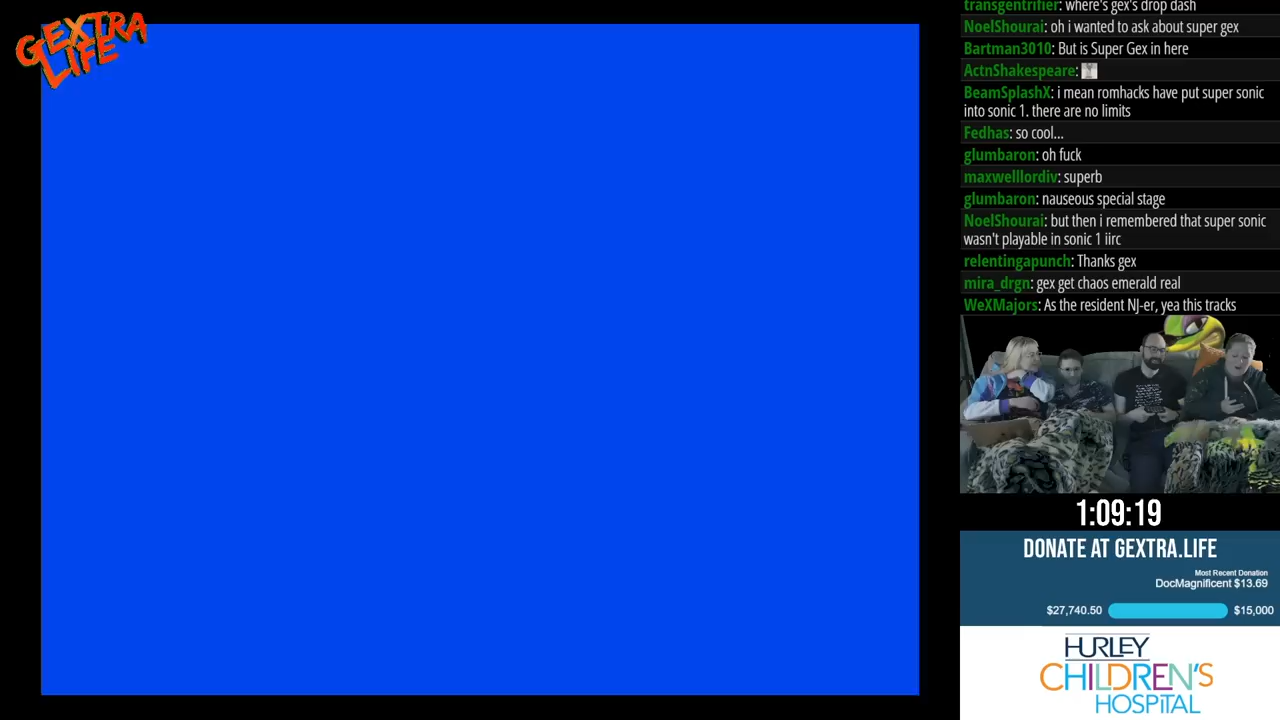 GEXTRA
LIFE
transgentrifier: where's gex's drop dash
NoelShourai: oh i wanted to ask about super gex
Bartman3010: But is Super Gex in here
ActnShakespeare:
BeamSplashX: i mean romhacks have put super sonic
into sonic 1. there are no limits
Fedhas: so cool...
glumbaron: oh fuck
maxwelllordiv: superb
glumbaron: nauseous special stage
NoelShourai: but then i remembered that super sonic
wasn't playable in sonic 1 iirc
relentingapunch: Thanks gex
mira_drgn: gex get chaos emerald real
WeXMajors: As the resident NJ-er, yea this tracks
1:09:19
DONATE AT GEXTRA.LIFE
Most Recent Donation
DocMagnificent $13.69
$27,740.50 $15,000
HURLEY
CHILDREN'S
HOSPITAL